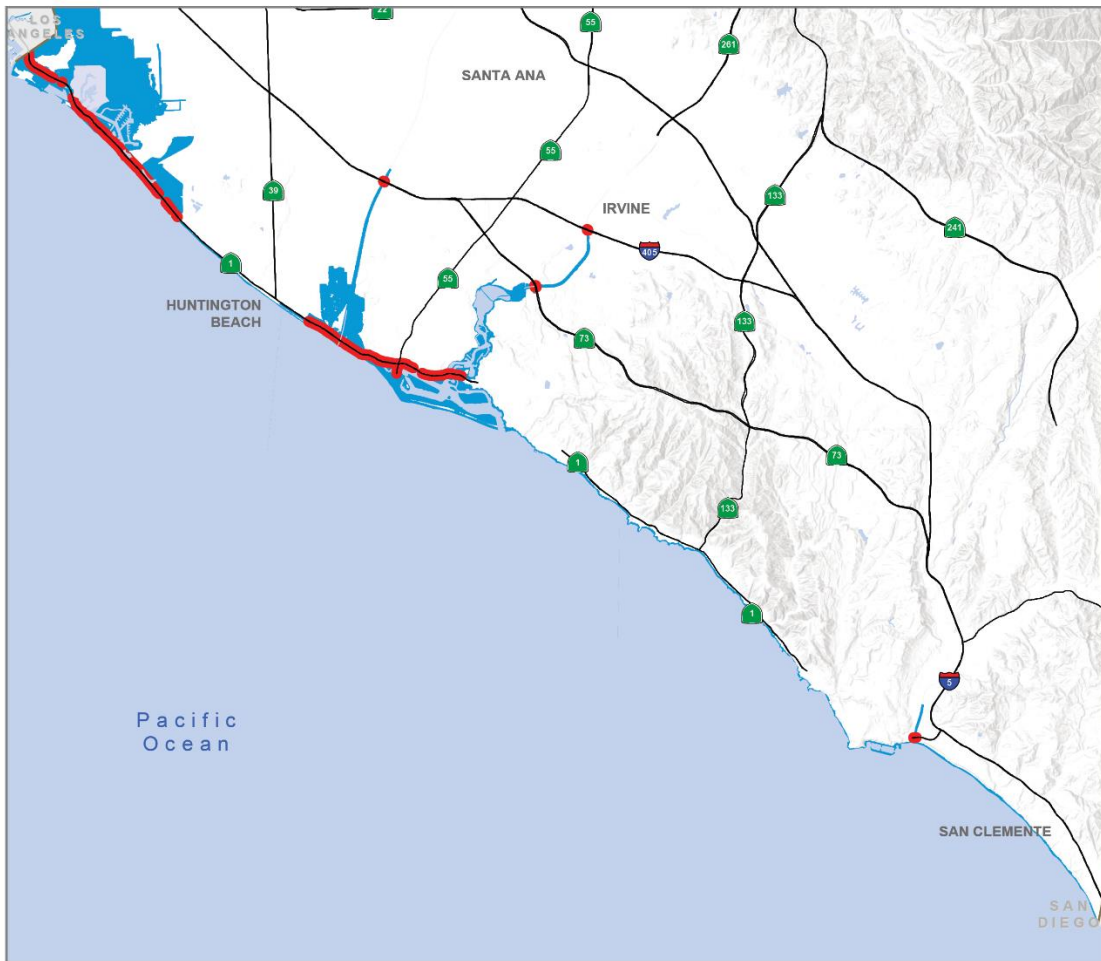 LOS
ANGELES
22
55
261
SANTA ANA
55
39
133
IRVINE
241
405
1
55
HUNTINGTON
BEACH
133
73
1
73
133
1
5
Pacific
Ocean
SAN CLEMENTE
SAN
DIEGO